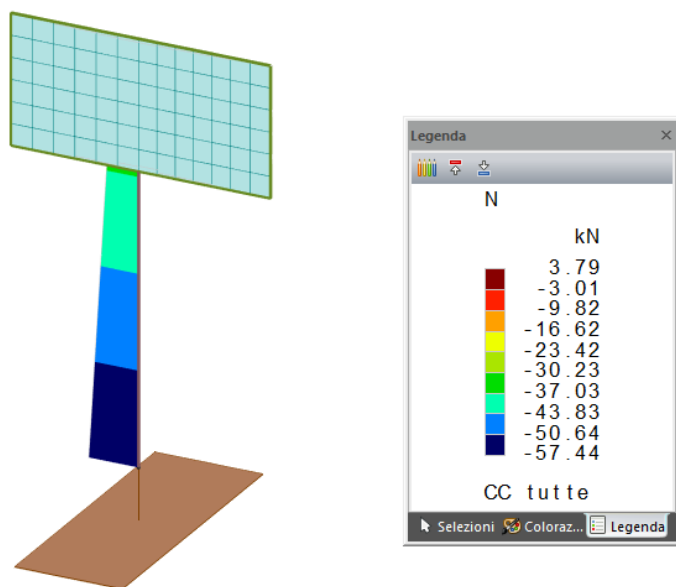 Legenda
N
kN
3.79
-3.01
-9.82
-16.62
-23.42
-30.23
-37.03
-43.83
-50.64
-57.44
CC tutte
Selezioni Coloraz... Legenda